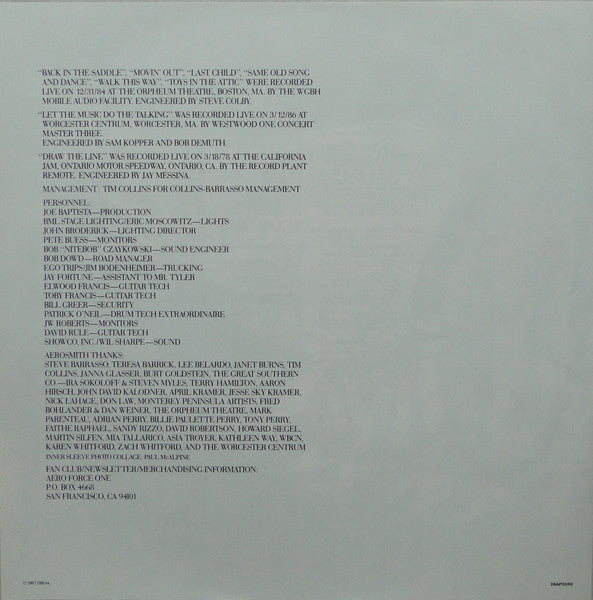 "BACK IN THE SADDLE", "MOVIN' OUT", "LAST CHILD", "SAME OLD SONG
AND DANCE", "WALK THIS WAY", "TOYS IN THE ATTIC" WERE RECORDED
LIVE ON 12/31/84 AT THE ORPHEUM THEATRE, BOSTON, MA. BY THE WGBH
MOBILE AUDIO FACILITY. ENGINEERED BY STEVE COLBY.
"LET THE MUSIC DO THE TALKING" WAS RECORDED LIVE ON 3/12/86 AT
WORCESTER CENTRUM, WORCESTER, MA. BY WESTWOOD ONE CONCERT
MASTER THREE.
ENGINEERED BY SAM KOPPER AND BOB DEMUTH.
"DRAW THE LINE" WAS RECORDED LIVE ON 3/18/78 AT THE CALIFORNIA
JAM, ONTARIO MOTOR SPEEDWAY, ONTARIO, CA. BY THE RECORD PLANT
REMOTE. ENGINEERED BY JAY MESSINA.
MANAGEMENT: TIM COLLINS FOR COLLINS-BARRASSO MANAGEMENT
PERSONNEL:
JOE BAPTISTA—PRODUCTION
BML STAGE LIGHTING/ERIC MOSCOWITZ—LIGHTS
JOHN BRODERICK—LIGHTING DIRECTOR
PETE BUESS—MONITORS
BOB "NITEBOB" CZAYKOWSKI—SOUND ENGINEER
BOB DOWD—ROAD MANAGER
EGO TRIPS/JIM BODENHEIMER—TRUCKING
JAY FORTUNE—ASSISTANT TO MR. TYLER
ELWOOD FRANCIS—GUITAR TECH
TOBY FRANCIS—GUITAR TECH
BILL GREER—SECURITY
PATRICK O'NEIL—DRUM TECH EXTRAORDINAIRE
JW ROBERTS—MONITORS
DAVID RULE—GUITAR TECH
SHOWCO, INC./WIL SHARPE—SOUND
AEROSMITH THANKS:
STEVE BARRASSO, TERESA BARRICK, LEE BELARDO, JANET BURNS, TIM
COLLINS, JANNA GLASSER, BURT GOLDSTEIN, THE GREAT SOUTHERN
CO.—IRA SOKOLOFF & STEVEN MYLES, TERRY HAMILTON, AARON
HIRSCH, JOHN DAVID KALODNER, APRIL KRAMER, JESSE SKY KRAMER,
NICK LAHAGE, DON LAW, MONTEREY PENINSULA ARTISTS, FRED
BOHLANDER & DAN WEINER, THE ORPHEUM THEATRE, MARK
PARENTEAU, ADRIAN PERRY, BILLIE PAULETTE PERRY, TONY PERRY,
FAITHE RAPHAEL, SANDY RIZZO, DAVID ROBERTSON, HOWARD SIEGEL,
MARTIN SILFEN, MIA TALLARICO, ASIA TROYER, KATHLEEN WAY, WBCN,
KAREN WHITFORD, ZACH WHITFORD, AND THE WORCESTER CENTRUM
INNER SLEEVE PHOTO COLLAGE: PAUL McALPINE
FAN CLUB/NEWSLETTER/MERCHANDISING INFORMATION:
AERO FORCE ONE
P.O. BOX 4668
SAN FRANCISCO, CA 94101
1987 CBS Inc.
28AP3356